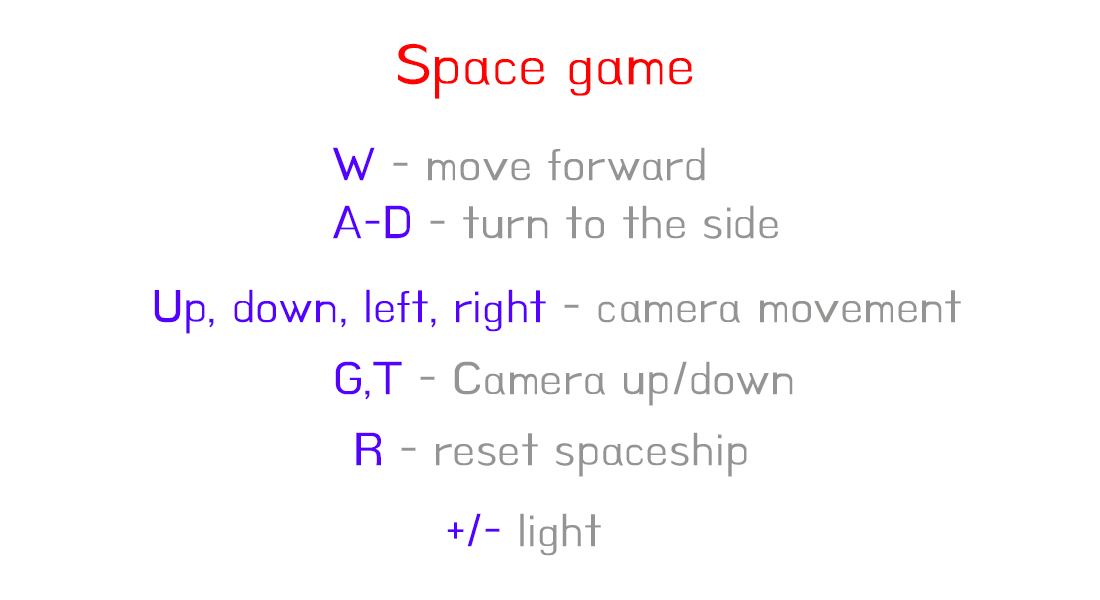 Space game
W - move forward
A-D - turn to the side
Up, down, left, right - camera movement
G,T - Camera up/down
R - reset spaceship
+/- light